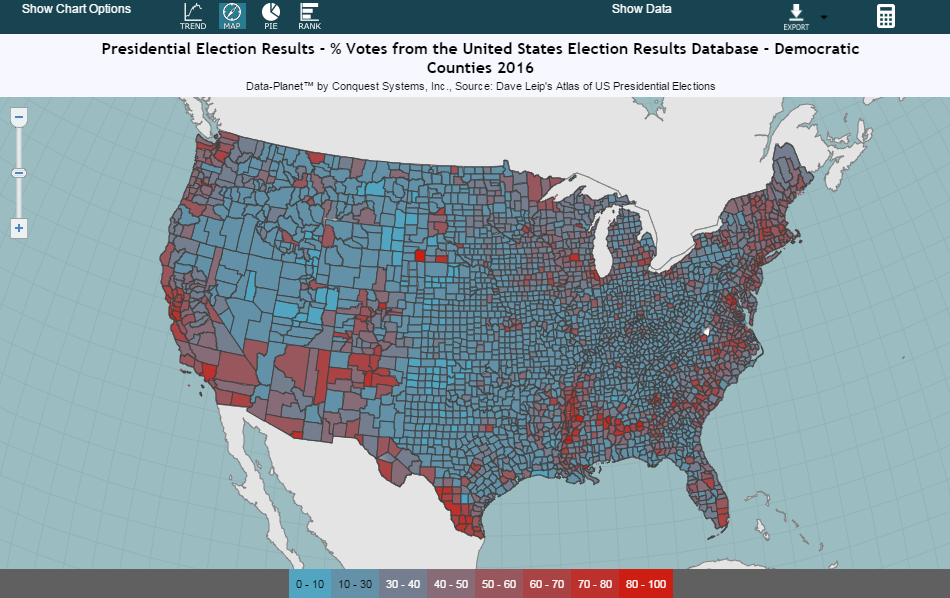 Show Chart Options
TREND MAP PIE RANK
Show Data
EXPORT
Presidential Election Results - % Votes from the United States Election Results Database - Democratic
Counties 2016
Data-Planet™ by Conquest Systems, Inc., Source: Dave Leip's Atlas of US Presidential Elections
0 - 10 10 - 30 30 - 40 40 - 50 50 - 60 60 - 70 70 - 80 80 - 100